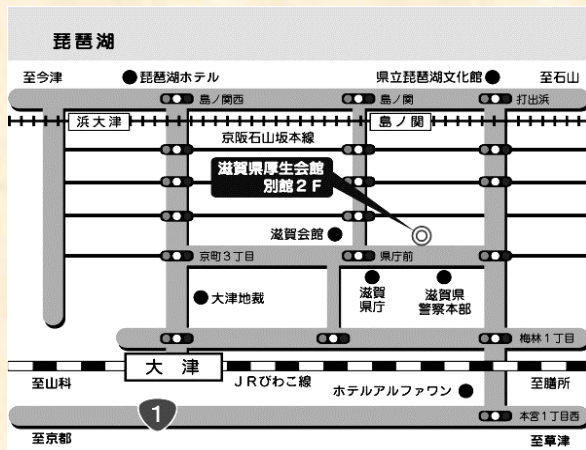 琵琶湖
至今津
琵琶湖ホテル
県立琵琶湖文化館
至石山
島ノ関西
島ノ関
打出浜
浜大津
島ノ関
京阪石山坂本線
滋賀県厚生会館
別館2F
滋賀会館
京町3丁目
県庁前
大津地裁
滋賀
県庁
滋賀県
警察本部
梅林1丁目
大津
至山科
JRびわこ線
ホテルアルファワン
至膳所
1
本宮1丁目西
至京都
至草津